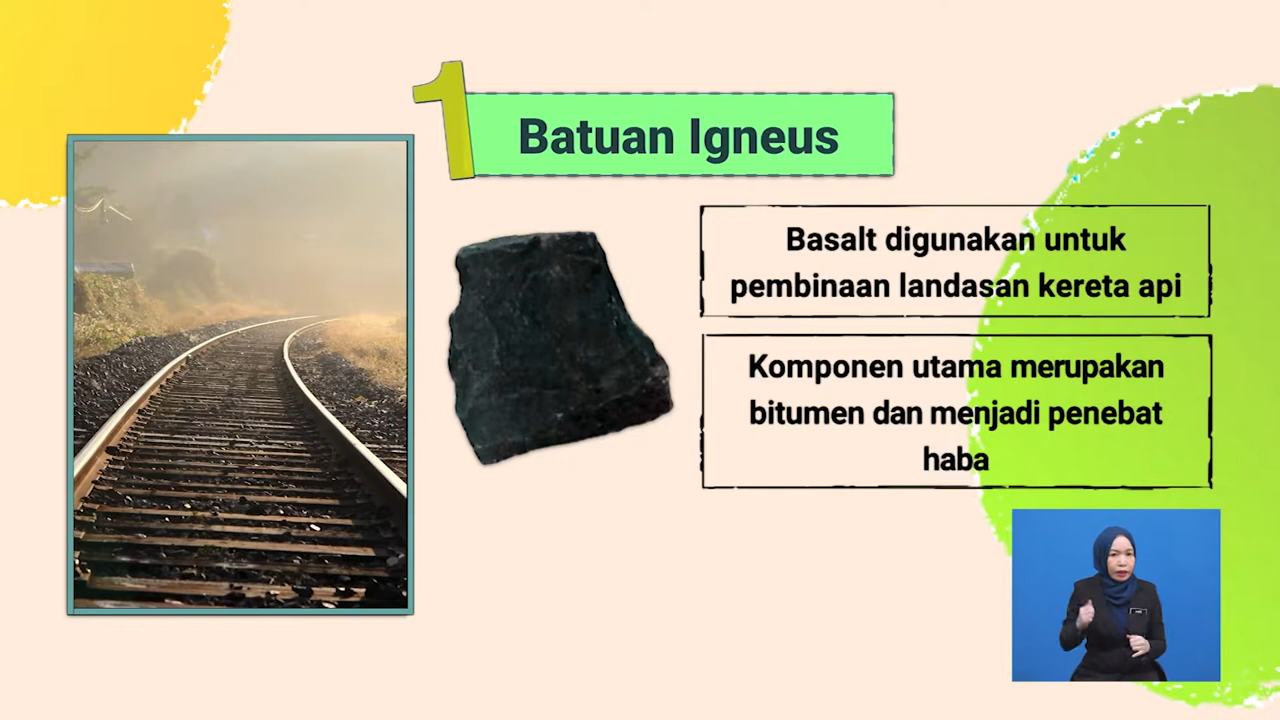 1
Batuan Igneus
Basalt digunakan untuk
pembinaan landasan kereta api
Komponen utama merupakan
bitumen dan menjadi penebat
haba